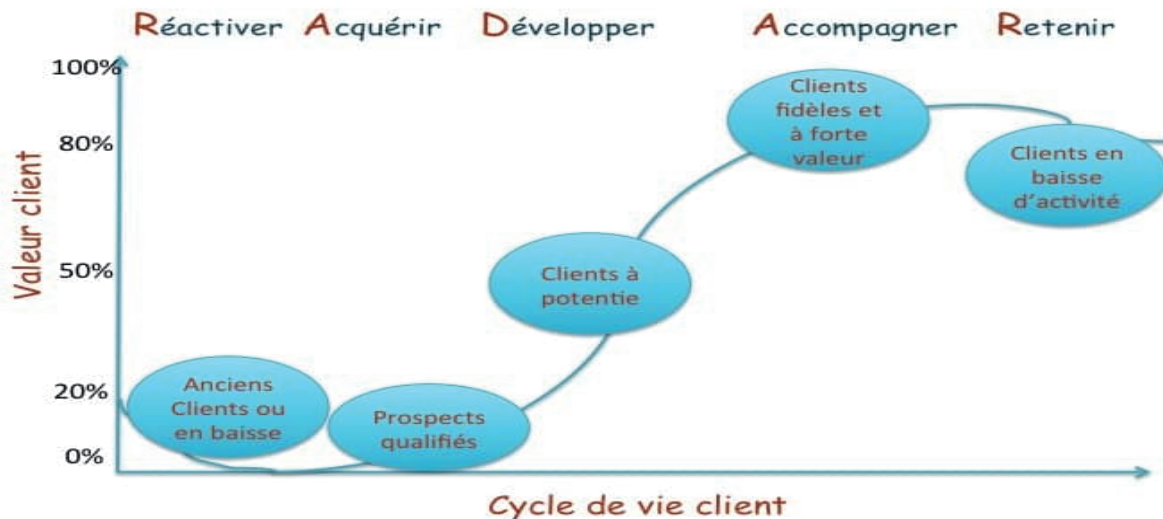 Réactiver Acquérir Développer Accompagner Retenir
100%
80%
50%
20%
0%
Valeur client
Clients
fidèles et
à forte
valeur
Clients en
baisse
d'activité
Clients à
potentie
Anciens
Clients ou
en baisse
Prospects
qualifiés
Cycle de vie client